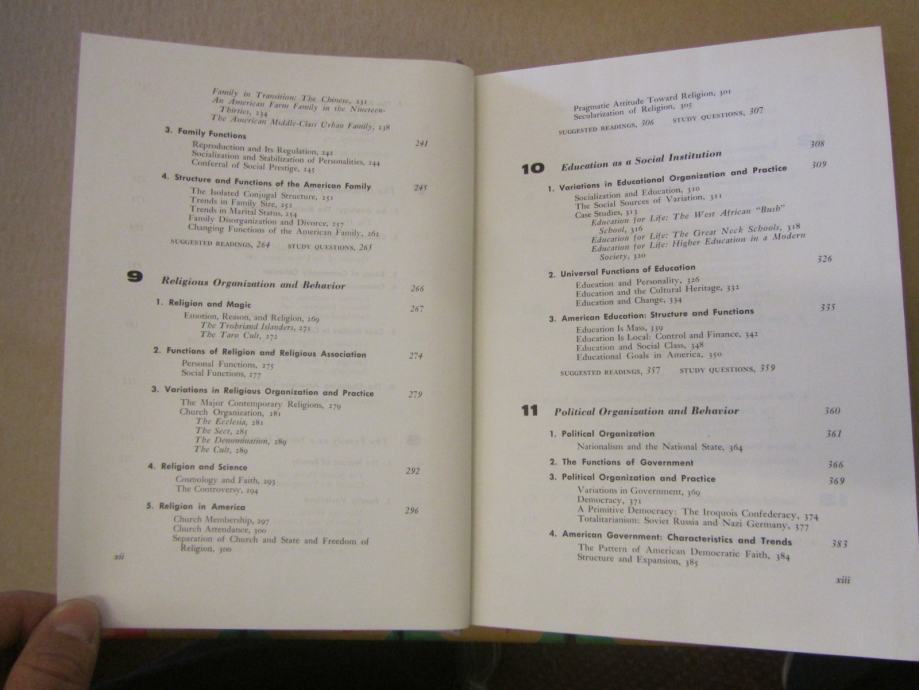 Family in Transition: The Chinese, 231
An American Farm Family in the Nineteen-
Thirties, 234
The American Middle-Class Urban Family, 238
3. Family Functions 241
Reproduction and Its Regulation, 242
Socialization and Stabilization of Personalities, 244
Conferral of Social Prestige, 245
4. Structure and Functions of the American Family 245
The Isolated Conjugal Structure, 251
Trends in Family Size, 252
Trends in Marital Status, 254
Family Disorganization and Divorce, 257
Changing Functions of the American Family, 262
SUGGESTED READINGS, 264 STUDY QUESTIONS, 265
9 Religious Organization and Behavior 266
1. Religion and Magic 267
Emotion, Reason, and Religion, 269
The Trobriand Islanders, 271
The Taro Cult, 272
2. Functions of Religion and Religious Association 274
Personal Functions, 275
Social Functions, 277
3. Variations in Religious Organization and Practice 279
The Major Contemporary Religions, 279
Church Organization, 281
The Ecclesia, 281
The Sect, 285
The Denomination, 289
The Cult, 289
4. Religion and Science 292
Cosmology and Faith, 293
The Controversy, 294
5. Religion in America 296
Church Membership, 297
Church Attendance, 300
Separation of Church and State and Freedom of
Religion, 300
xii
Pragmatic Attitude Toward Religion, 301
Secularization of Religion, 305
SUGGESTED READINGS, 306 STUDY QUESTIONS, 307
10 Education as a Social Institution 308
1. Variations in Educational Organization and Practice 309
Socialization and Education, 310
The Social Sources of Variation, 311
Case Studies, 313
Education for Life: The West African "Bush"
School, 316
Education for Life: The Great Neck Schools, 318
Education for Life: Higher Education in a Modern
Society, 320
2. Universal Functions of Education 326
Education and Personality, 326
Education and the Cultural Heritage, 332
Education and Change, 334
3. American Education: Structure and Functions 335
Education Is Mass, 339
Education Is Local: Control and Finance, 342
Education and Social Class, 348
Educational Goals in America, 350
SUGGESTED READINGS, 357 STUDY QUESTIONS, 359
11 Political Organization and Behavior 360
1. Political Organization 361
Nationalism and the National State, 364
2. The Functions of Government 366
3. Political Organization and Practice 369
Variations in Government, 369
Democracy, 371
A Primitive Democracy: The Iroquois Confederacy, 374
Totalitarianism: Soviet Russia and Nazi Germany, 377
4. American Government: Characteristics and Trends 383
The Pattern of American Democratic Faith, 384
Structure and Expansion, 385
xiii